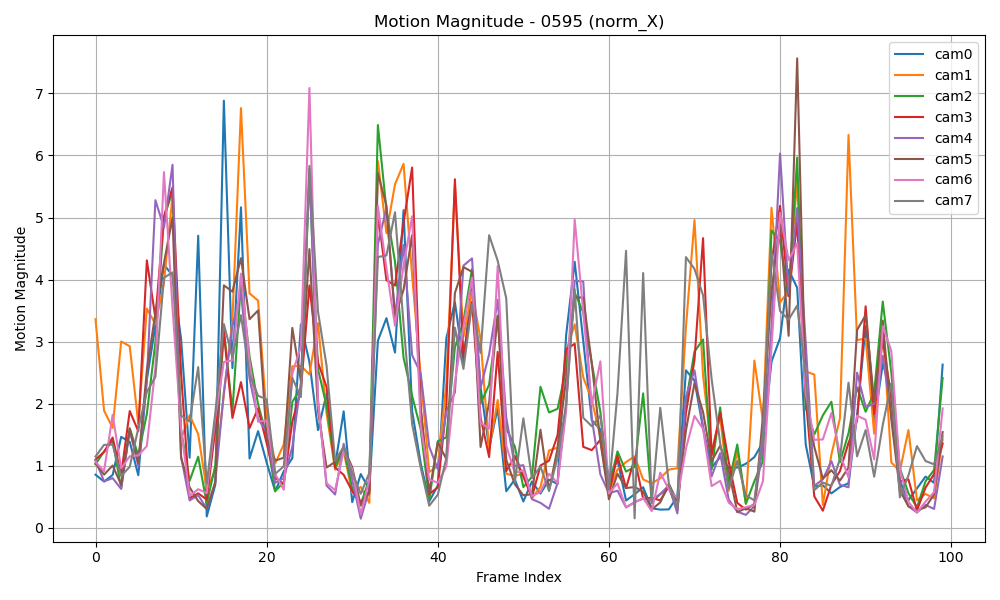 Motion Magnitude - 0595 (norm_X)
Motion Magnitude
7
6
5
4
3
2
1
0
cam0
cam1
cam2
cam3
cam4
cam5
cam6
cam7
0 20 40 60 80 100
Frame Index